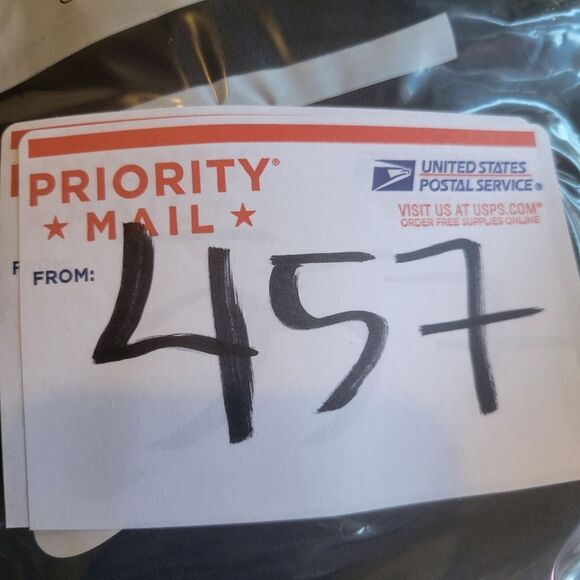 PRIORITY®
★ MAIL ★
UNITED STATES
POSTAL SERVICE®
VISIT US AT USPS.COM®
ORDER FREE SUPPLIES ONLINE
FROM:
457